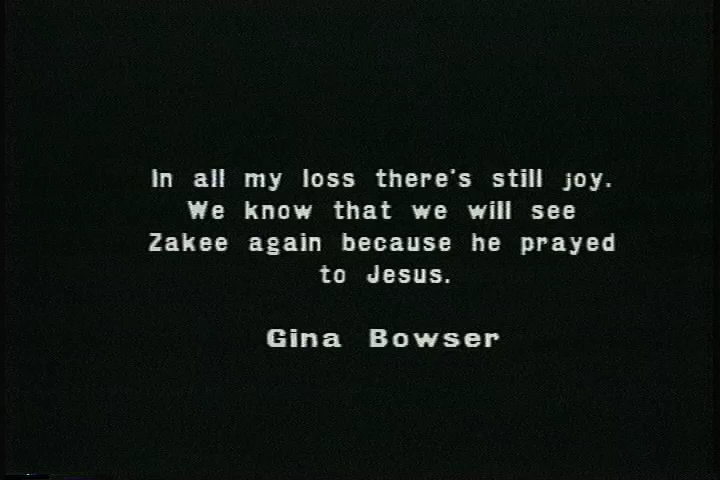 In all my loss there's still joy.
We know that we will see
Zakee again because he prayed
to Jesus.
Gina Bowser